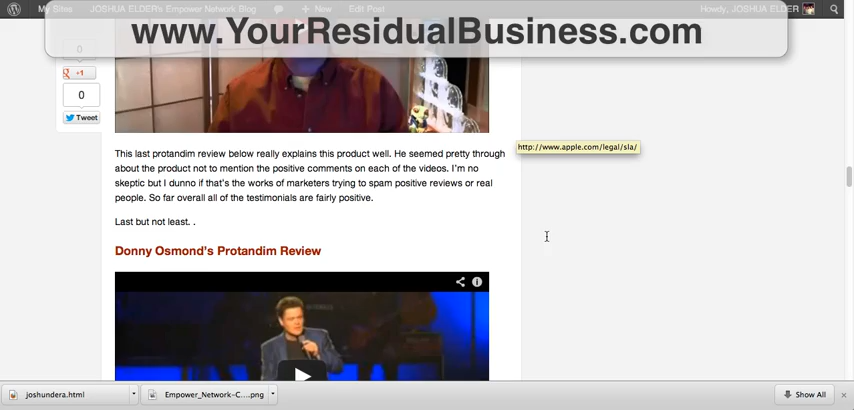 My Sites JOSHUA ELDER's Empower Network Blog New Edit Post Howdy, JOSHUA ELDER
www.YourResidualBusiness.com
0
+1
0
Tweet
http://www.apple.com/legal/sla/
This last protandim review below really explains this product well. He seemed pretty through
about the product not to mention the positive comments on each of the videos. I'm no
skeptic but I dunno if that's the works of marketers trying to spam positive reviews or real
people. So far overall all of the testimonials are fairly positive.
Last but not least. .
Donny Osmond's Protandim Review
joshundera.html Empower_Network-C....png Show All